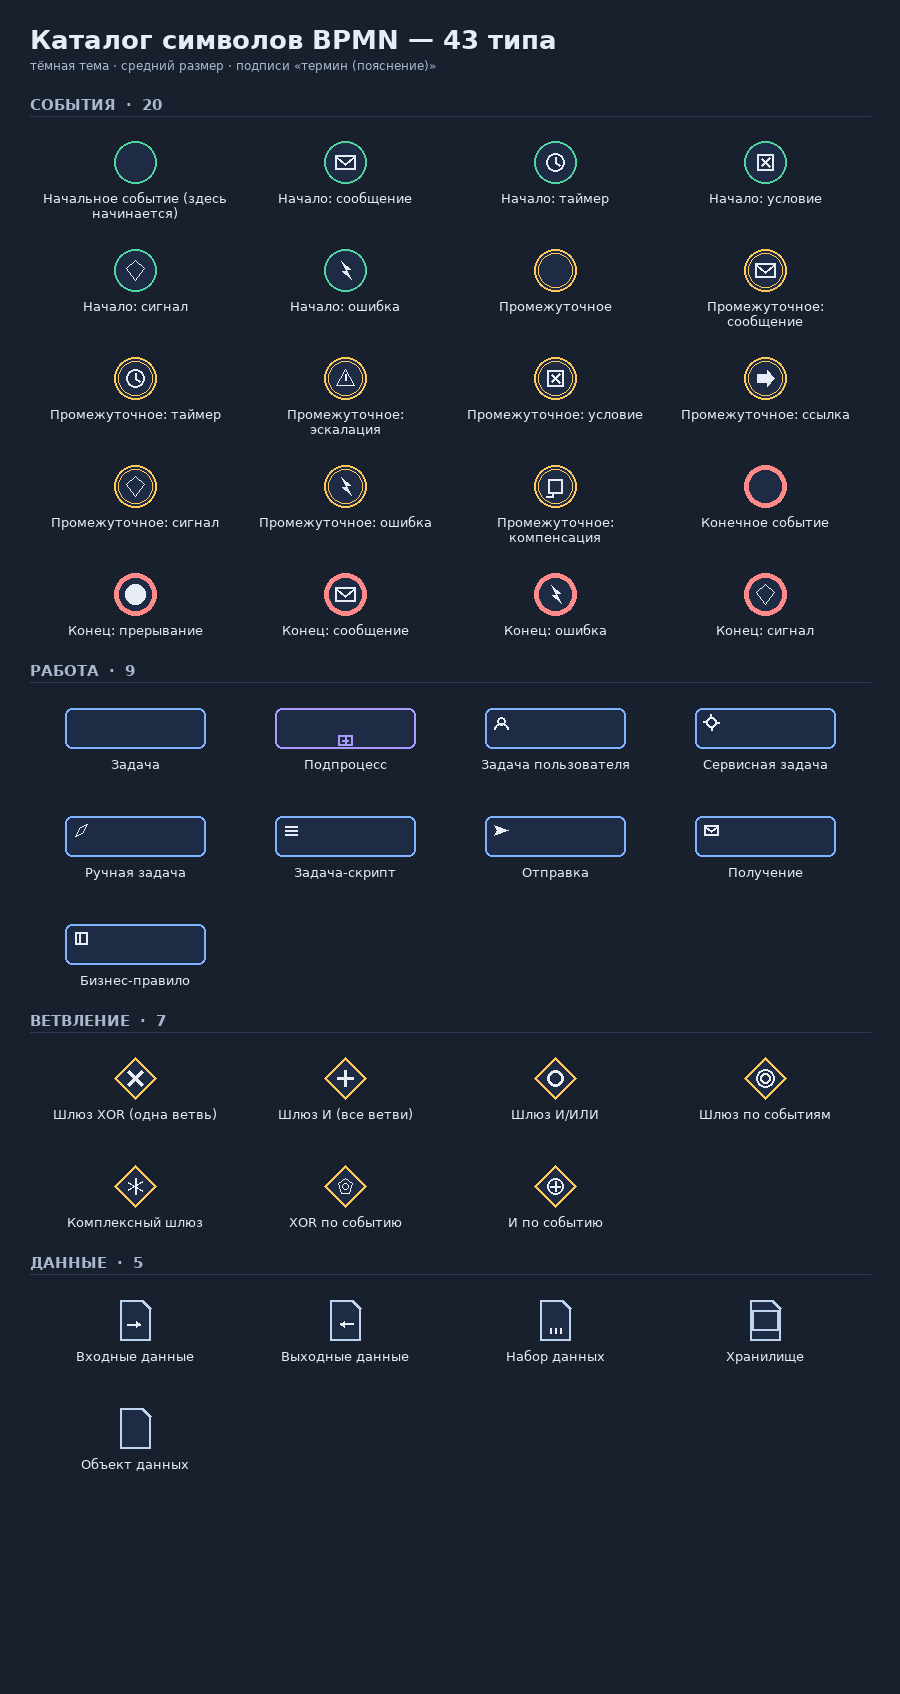 Каталог символов BPMN — 43 типа
тёмная тема · средний размер · подписи «термин (пояснение)»
СОБЫТИЯ · 20
Начальное событие (здесь
начинается)
Начало: сообщение
Начало: таймер
Начало: условие
Начало: сигнал
Начало: ошибка
Промежуточное
Промежуточное:
сообщение
Промежуточное: таймер
Промежуточное:
эскалация
Промежуточное: условие
Промежуточное: ссылка
Промежуточное: сигнал
Промежуточное: ошибка
Промежуточное:
компенсация
Конечное событие
Конец: прерывание
Конец: сообщение
Конец: ошибка
Конец: сигнал
РАБОТА · 9
Задача
Подпроцесс
Задача пользователя
Сервисная задача
Ручная задача
Задача-скрипт
Отправка
Получение
Бизнес-правило
ВЕТВЛЕНИЕ · 7
Шлюз XOR (одна ветвь)
Шлюз И (все ветви)
Шлюз И/ИЛИ
Шлюз по событиям
Комплексный шлюз
XOR по событию
И по событию
ДАННЫЕ · 5
Входные данные
Выходные данные
Набор данных
Хранилище
Объект данных